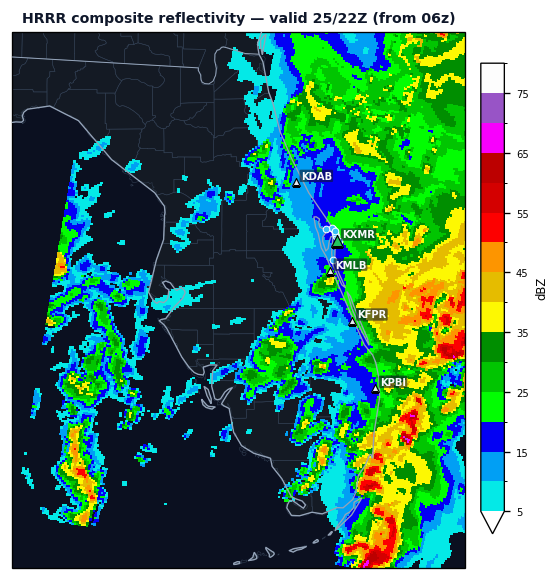 HRRR composite reflectivity — valid 25/22Z (from 06z)
KDAB
KXMR
KMLB
KFPR
KPBI
75
65
55
45
35
25
15
5
dBZ